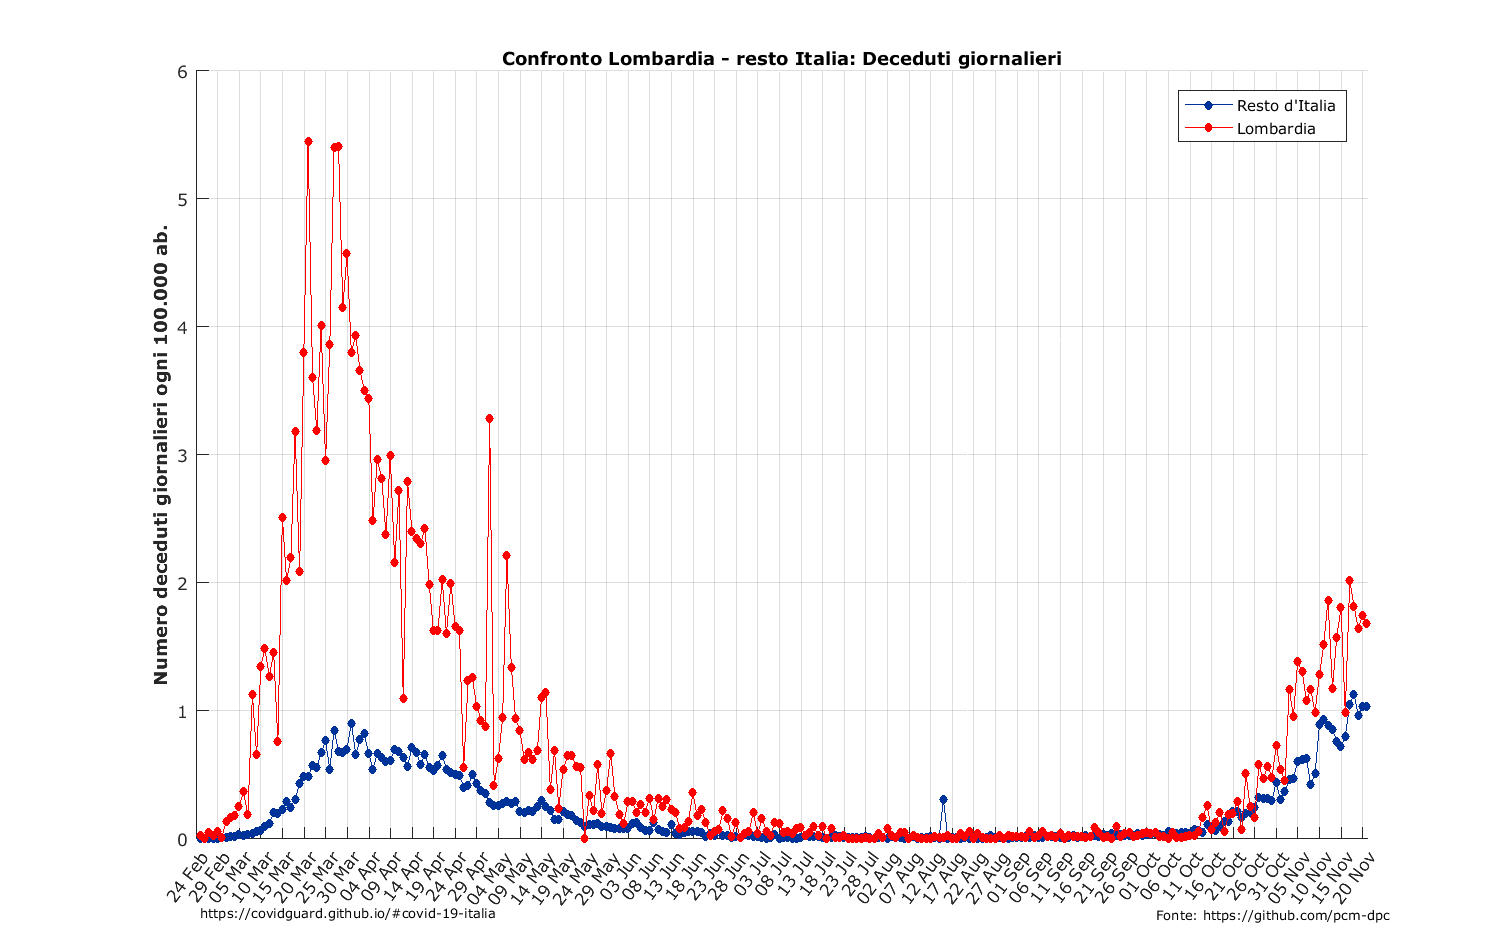 Confronto Lombardia - resto Italia: Deceduti giornalieri
Resto d'Italia
Lombardia
Numero deceduti giornalieri ogni 100.000 ab.
6
5
4
3
2
1
0
24 Feb
29 Feb
05 Mar
10 Mar
15 Mar
20 Mar
25 Mar
30 Mar
04 Apr
09 Apr
14 Apr
19 Apr
24 Apr
29 Apr
04 May
09 May
14 May
19 May
24 May
29 May
03 Jun
08 Jun
13 Jun
18 Jun
23 Jun
28 Jun
03 Jul
08 Jul
13 Jul
18 Jul
23 Jul
28 Jul
02 Aug
07 Aug
12 Aug
17 Aug
22 Aug
27 Aug
01 Sep
06 Sep
11 Sep
16 Sep
21 Sep
26 Sep
01 Oct
06 Oct
11 Oct
16 Oct
21 Oct
26 Oct
31 Oct
05 Nov
10 Nov
15 Nov
20 Nov
https://covidguard.github.io/#covid-19-italia
Fonte: https://github.com/pcm-dpc